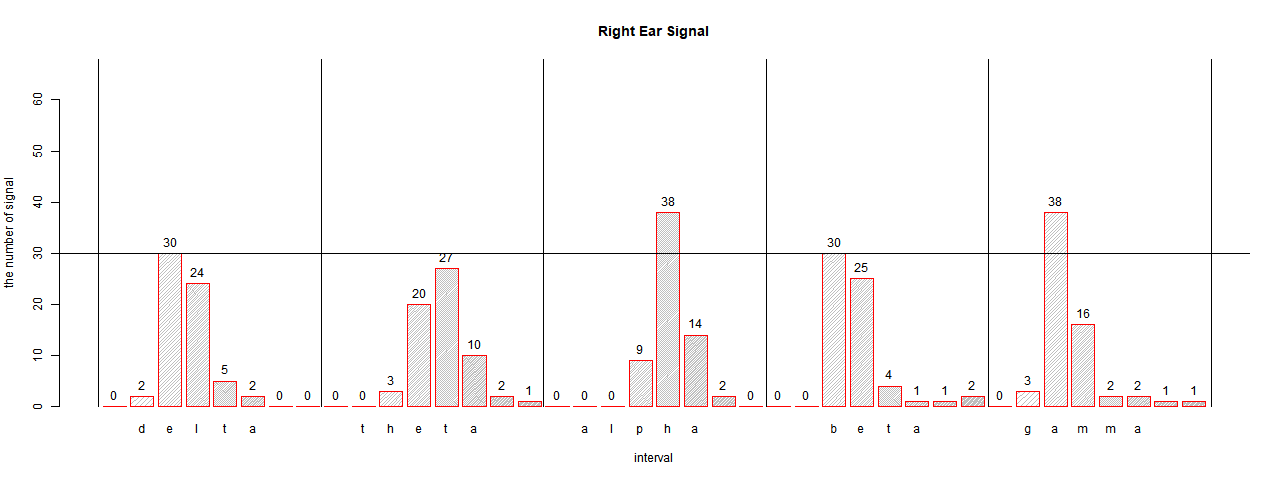 Right Ear Signal
the number of signal
60
50
40
30
20
10
0
0 2 30 24 5 2 0 0
0 0 3 20 27 10 2 1
0 0 0 9 38 14 2 0
0 0 30 25 4 1 1 2
0 3 38 16 2 2 1 1
d e l t a t h e t a a l p h a b e t a g a m m a
interval